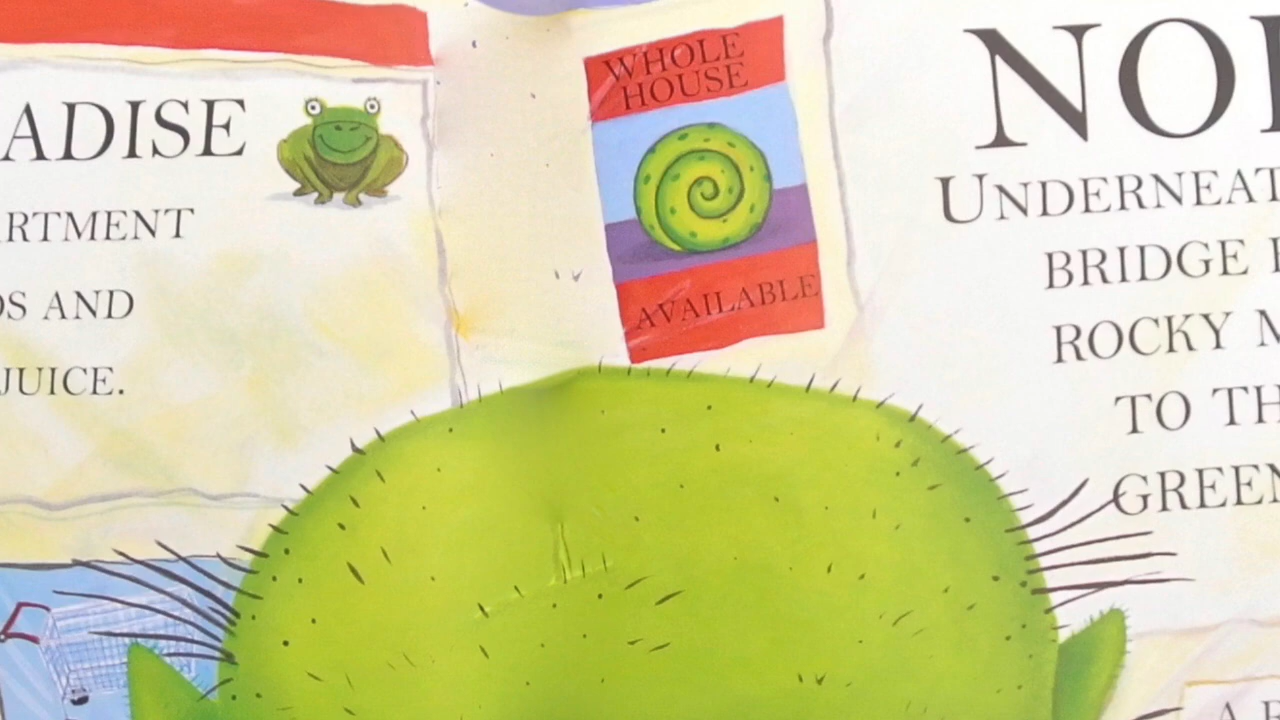 ADISE
ARTMENT
DS AND
JUICE.
WHOLE
HOUSE
AVAILABLE
NO
UNDERNEAT
BRIDGE
ROCKY
TO TH
GREEN
A